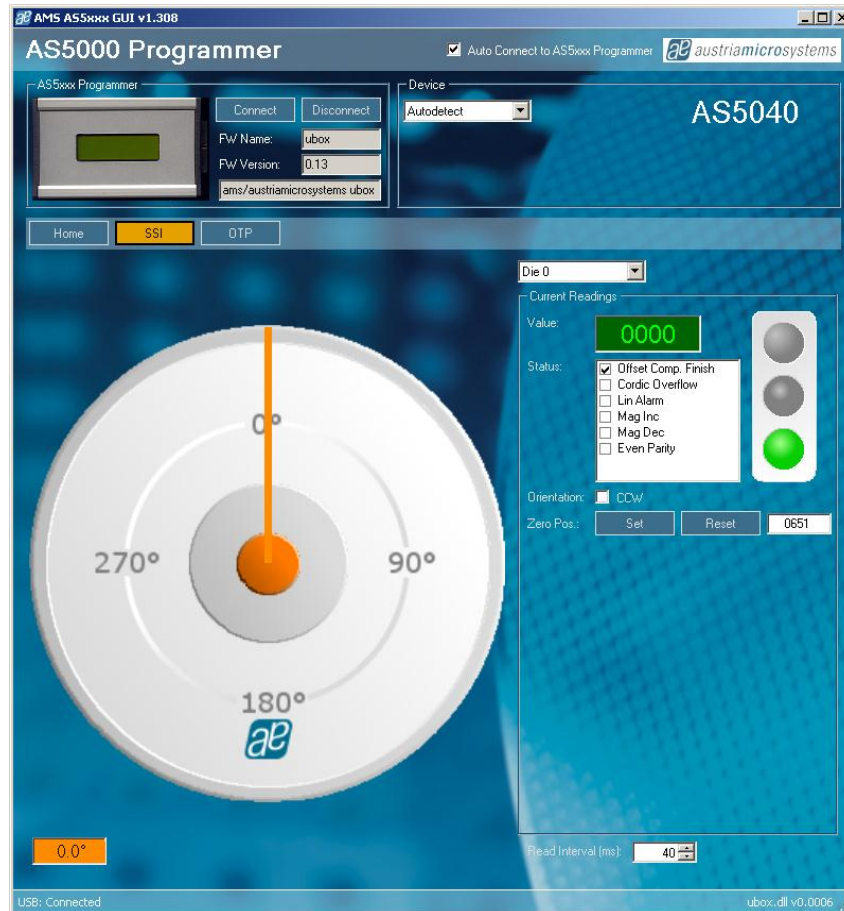 AMS AS5xxx GUI v1.308
AS5000 Programmer
Auto Connect to AS5xxx Programmer
austriamicrosystems
AS5xxx Programmer
Connect
Disconnect
FW Name:
ubox
FW Version:
0.13
ams/austriamicrosystems ubox
Device
Autodetect
AS5040
Home
SSI
OTP
Die 0
Current Readings
Value:
0000
Status:
Offset Comp. Finish
Cordic Overflow
Lin Alarm
Mag Inc
Mag Dec
Even Parity
Orientation:
CCW
Zero Pos.:
Set
Reset
0651
0°
270°
90°
180°
0.0°
Read Interval (ms):
40
USB: Connected
ubox.dll v0.0006